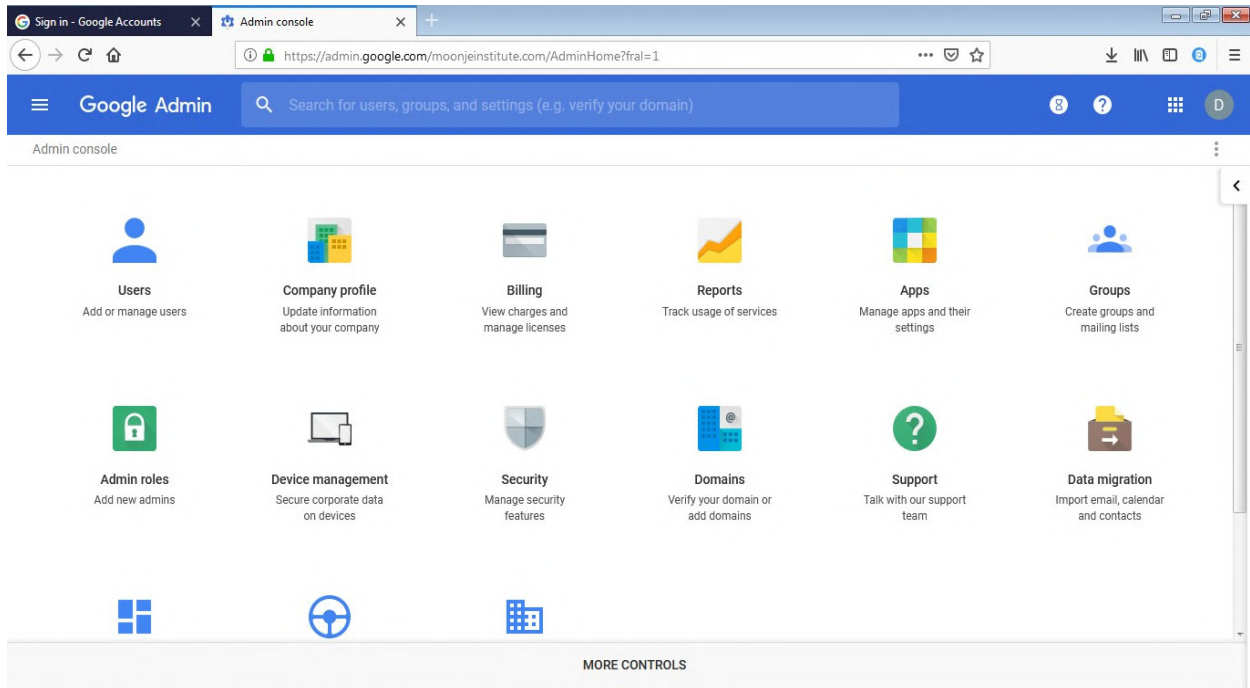 Sign in - Google Accounts
Admin console
https://admin.google.com/moonjeinstitute.com/AdminHome?fral=1
Google Admin
Search for users, groups, and settings (e.g. verify your domain)
8
?
D
Admin console
Users
Add or manage users
Company profile
Update information
about your company
Billing
View charges and
manage licenses
Reports
Track usage of services
Apps
Manage apps and their
settings
Groups
Create groups and
mailing lists
Admin roles
Add new admins
Device management
Secure corporate data
on devices
Security
Manage security
features
@
Domains
Verify your domain or
add domains
?
Support
Talk with our support
team
Data migration
Import email, calendar
and contacts
MORE CONTROLS